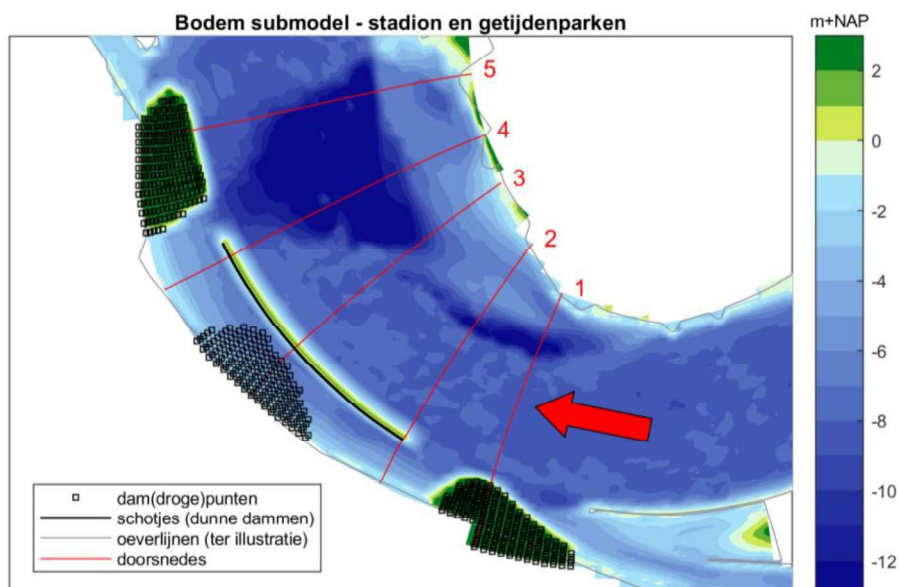 Bodem submodel - stadion en getijdenparken
m+NAP
5
4
3
2
1
2
0
-2
-4
-6
-8
-10
-12
dam(droge)punten
schotjes (dunne dammen)
oeverlijnen (ter illustratie)
doorsnedes